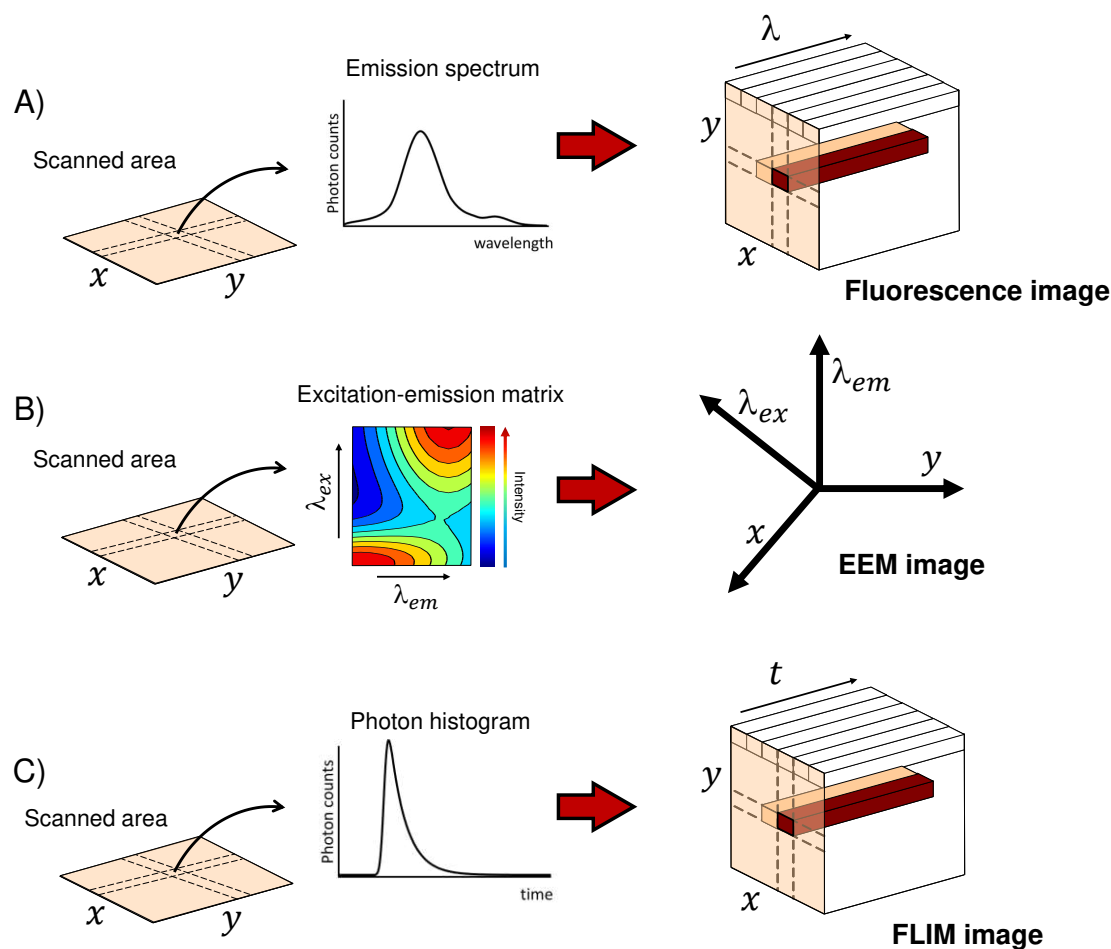 A)
Scanned area
x
y
Emission spectrum
Photon counts
wavelength
λ
y
x
Fluorescence image
B)
Scanned area
x
y
Excitation-emission matrix
λex
λem
Intensity
λem
λex
y
x
EEM image
C)
Scanned area
x
y
Photon histogram
Photon counts
time
t
y
x
FLIM image